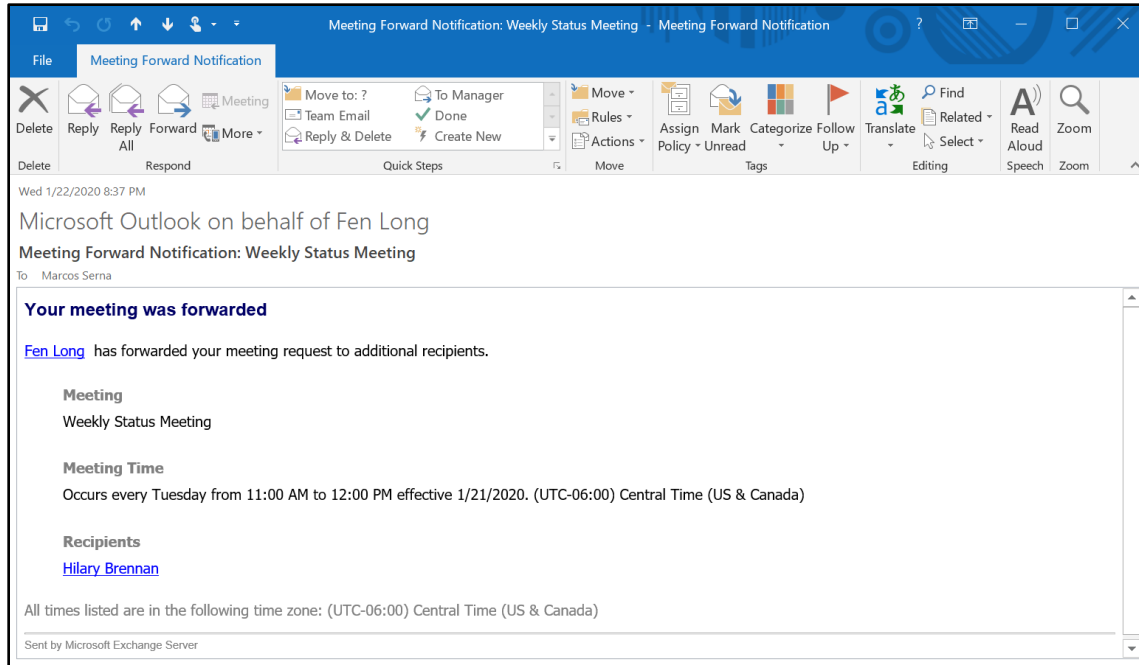 Meeting Forward Notification: Weekly Status Meeting - Meeting Forward Notification ?
File Meeting Forward Notification
Delete
Reply
Reply All
Forward
Meeting
More
Move to: ?
To Manager
Team Email
Done
Reply & Delete
Create New
Move
Rules
Actions
Assign Policy
Mark Unread
Categorize
Follow Up
Translate
Find
Related
Select
Read Aloud
Zoom
Delete Respond Quick Steps Move Tags Editing Speech Zoom
Wed 1/22/2020 8:37 PM
Microsoft Outlook on behalf of Fen Long
Meeting Forward Notification: Weekly Status Meeting
To Marcos Serna
Your meeting was forwarded
Fen Long has forwarded your meeting request to additional recipients.
Meeting
Weekly Status Meeting
Meeting Time
Occurs every Tuesday from 11:00 AM to 12:00 PM effective 1/21/2020. (UTC-06:00) Central Time (US & Canada)
Recipients
Hilary Brennan
All times listed are in the following time zone: (UTC-06:00) Central Time (US & Canada)
Sent by Microsoft Exchange Server